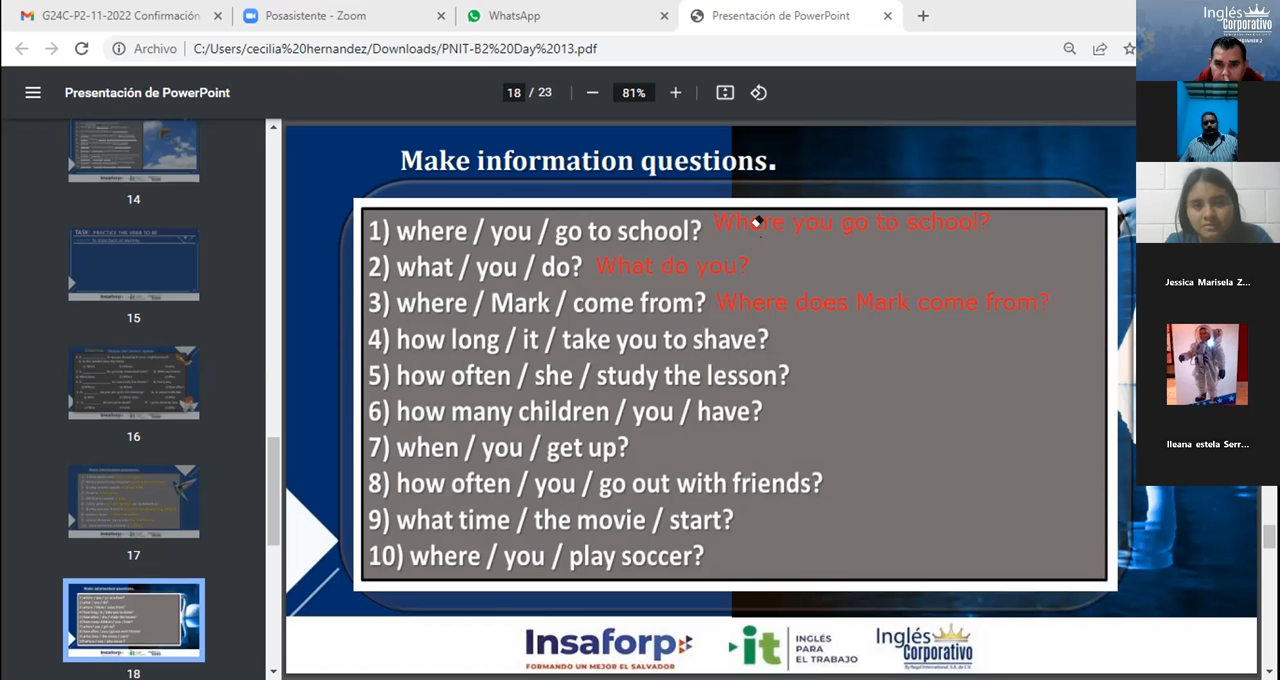 G24C-P2-11-2022 Confirmación
Posasistente - Zoom
WhatsApp
Presentación de PowerPoint
Archivo
C:/Users/cecilia%20hernandez/Downloads/PNIT-B2%20Day%2013.pdf
Presentación de PowerPoint
18 / 23
81%
14
TASK: PRACTICE THE VERB TO BE
15
16
17
18
Make information questions.
1) where / you / go to school? Where you go to school?
2) what / you / do? What do you?
3) where / Mark / come from? Where does Mark come from?
4) how long / it / take you to shave?
5) how often / she / study the lesson?
6) how many children / you / have?
7) when / you / get up?
8) how often / you / go out with friends?
9) what time / the movie / start?
10) where / you / play soccer?
Insaforp
FORMANDO UN MEJOR EL SALVADOR
it
INGLÉS
PARA
EL TRABAJO
Inglés
Corporativo
Inglés
Corporativo
Jessica Marisela Z...
Ileana estela Serr...